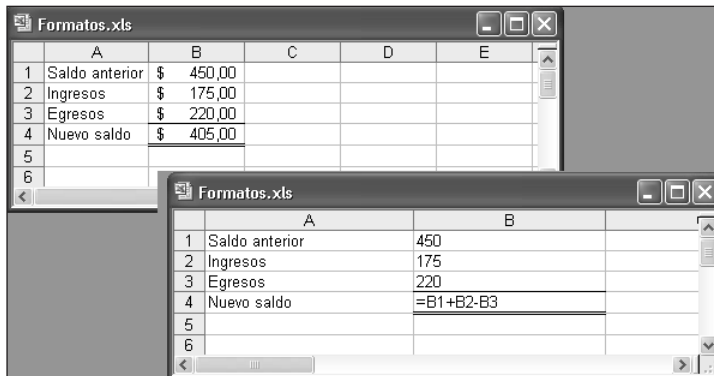 Formatos.xls
A B C D E
1 Saldo anterior $ 450,00
2 Ingresos $ 175,00
3 Egresos $ 220,00
4 Nuevo saldo $ 405,00
5
6
Formatos.xls
A B
1 Saldo anterior 450
2 Ingresos 175
3 Egresos 220
4 Nuevo saldo =B1+B2-B3
5
6